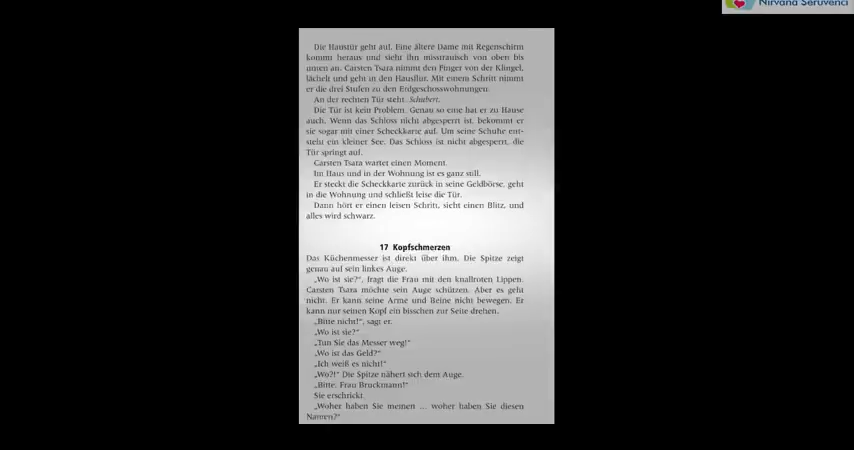 Nirvana Serüvenci
Die Haustür geht auf. Eine ältere Dame mit Regenschirm
kommt heraus und sieht ihn misstrauisch von oben bis
unten an. Carsten Tsara nimmt den Finger von der Klingel,
lächelt und geht in den Hausflur. Mit einem Schritt nimmt
er die drei Stufen zu den Erdgeschosswohnungen.
An der rechten Tür steht: Schubert.
Die Tür ist kein Problem. Genau so eine hat er zu Hause
auch. Wenn das Schloss nicht abgesperrt ist, bekommt er
sie sogar mit einer Scheckkarte auf. Um seine Schuhe ent-
steht ein kleiner See. Das Schloss ist nicht abgesperrt, die
Tür springt auf.
Carsten Tsara wartet einen Moment.
Im Haus und in der Wohnung ist es ganz still.
Er steckt die Scheckkarte zurück in seine Geldbörse, geht
in die Wohnung und schließt leise die Tür.
Dann hört er einen leisen Schritt, sieht einen Blitz, und
alles wird schwarz.
17 Kopfschmerzen
Das Küchenmesser ist direkt über ihm. Die Spitze zeigt
genau auf sein linkes Auge.
„Wo ist sie?“, fragt die Frau mit den knallroten Lippen.
Carsten Tsara möchte sein Auge schützen. Aber es geht
nicht. Er kann seine Arme und Beine nicht bewegen. Er
kann nur seinen Kopf ein bisschen zur Seite drehen.
„Bitte nicht!“, sagt er.
„Wo ist sie?“
„Tun Sie das Messer weg!“
„Wo ist das Geld?“
„Ich weiß es nicht!“
„Wo?!“ Die Spitze nähert sich dem Auge.
„Bitte, Frau Bruckmann!“
Sie erschrickt.
„Woher haben Sie meinen ... woher haben Sie diesen
Namen?“